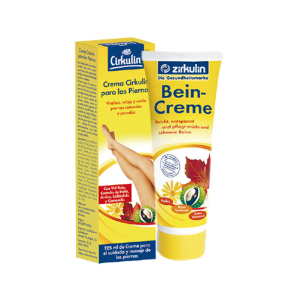 Cirkulin
Crema Cirkulin
para las Piernas
Vitaliza, relaja y cuida
piernas cansadas
y pesadas
Con Vid Roja,
Castaño de Indias,
Árnica, Caléndula
y Camomila
125 ml de Crema para
el cuidado y masaje de
las piernas
zirkulin
Die Gesundheitsmarke
Bein-
Creme
Belebt, entspannt
und pflegt müde und
schwere Beine